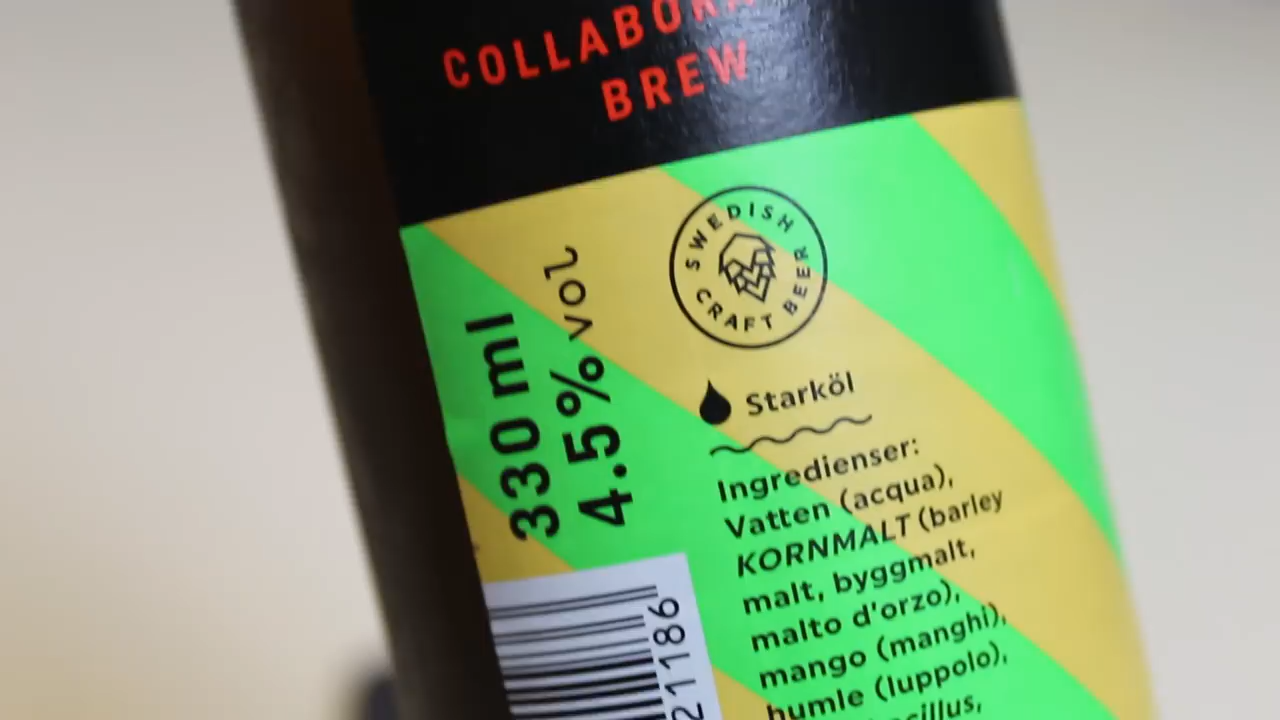 COLLABORA
BREW
SWEDISH
CRAFT BEER
330 ml
4.5% vol
Starköl
Ingredienser:
Vatten (acqua),
KORNMALT (barley
malt, byggmalt,
malto d'orzo),
mango (manghi),
humle (luppolo),
21186